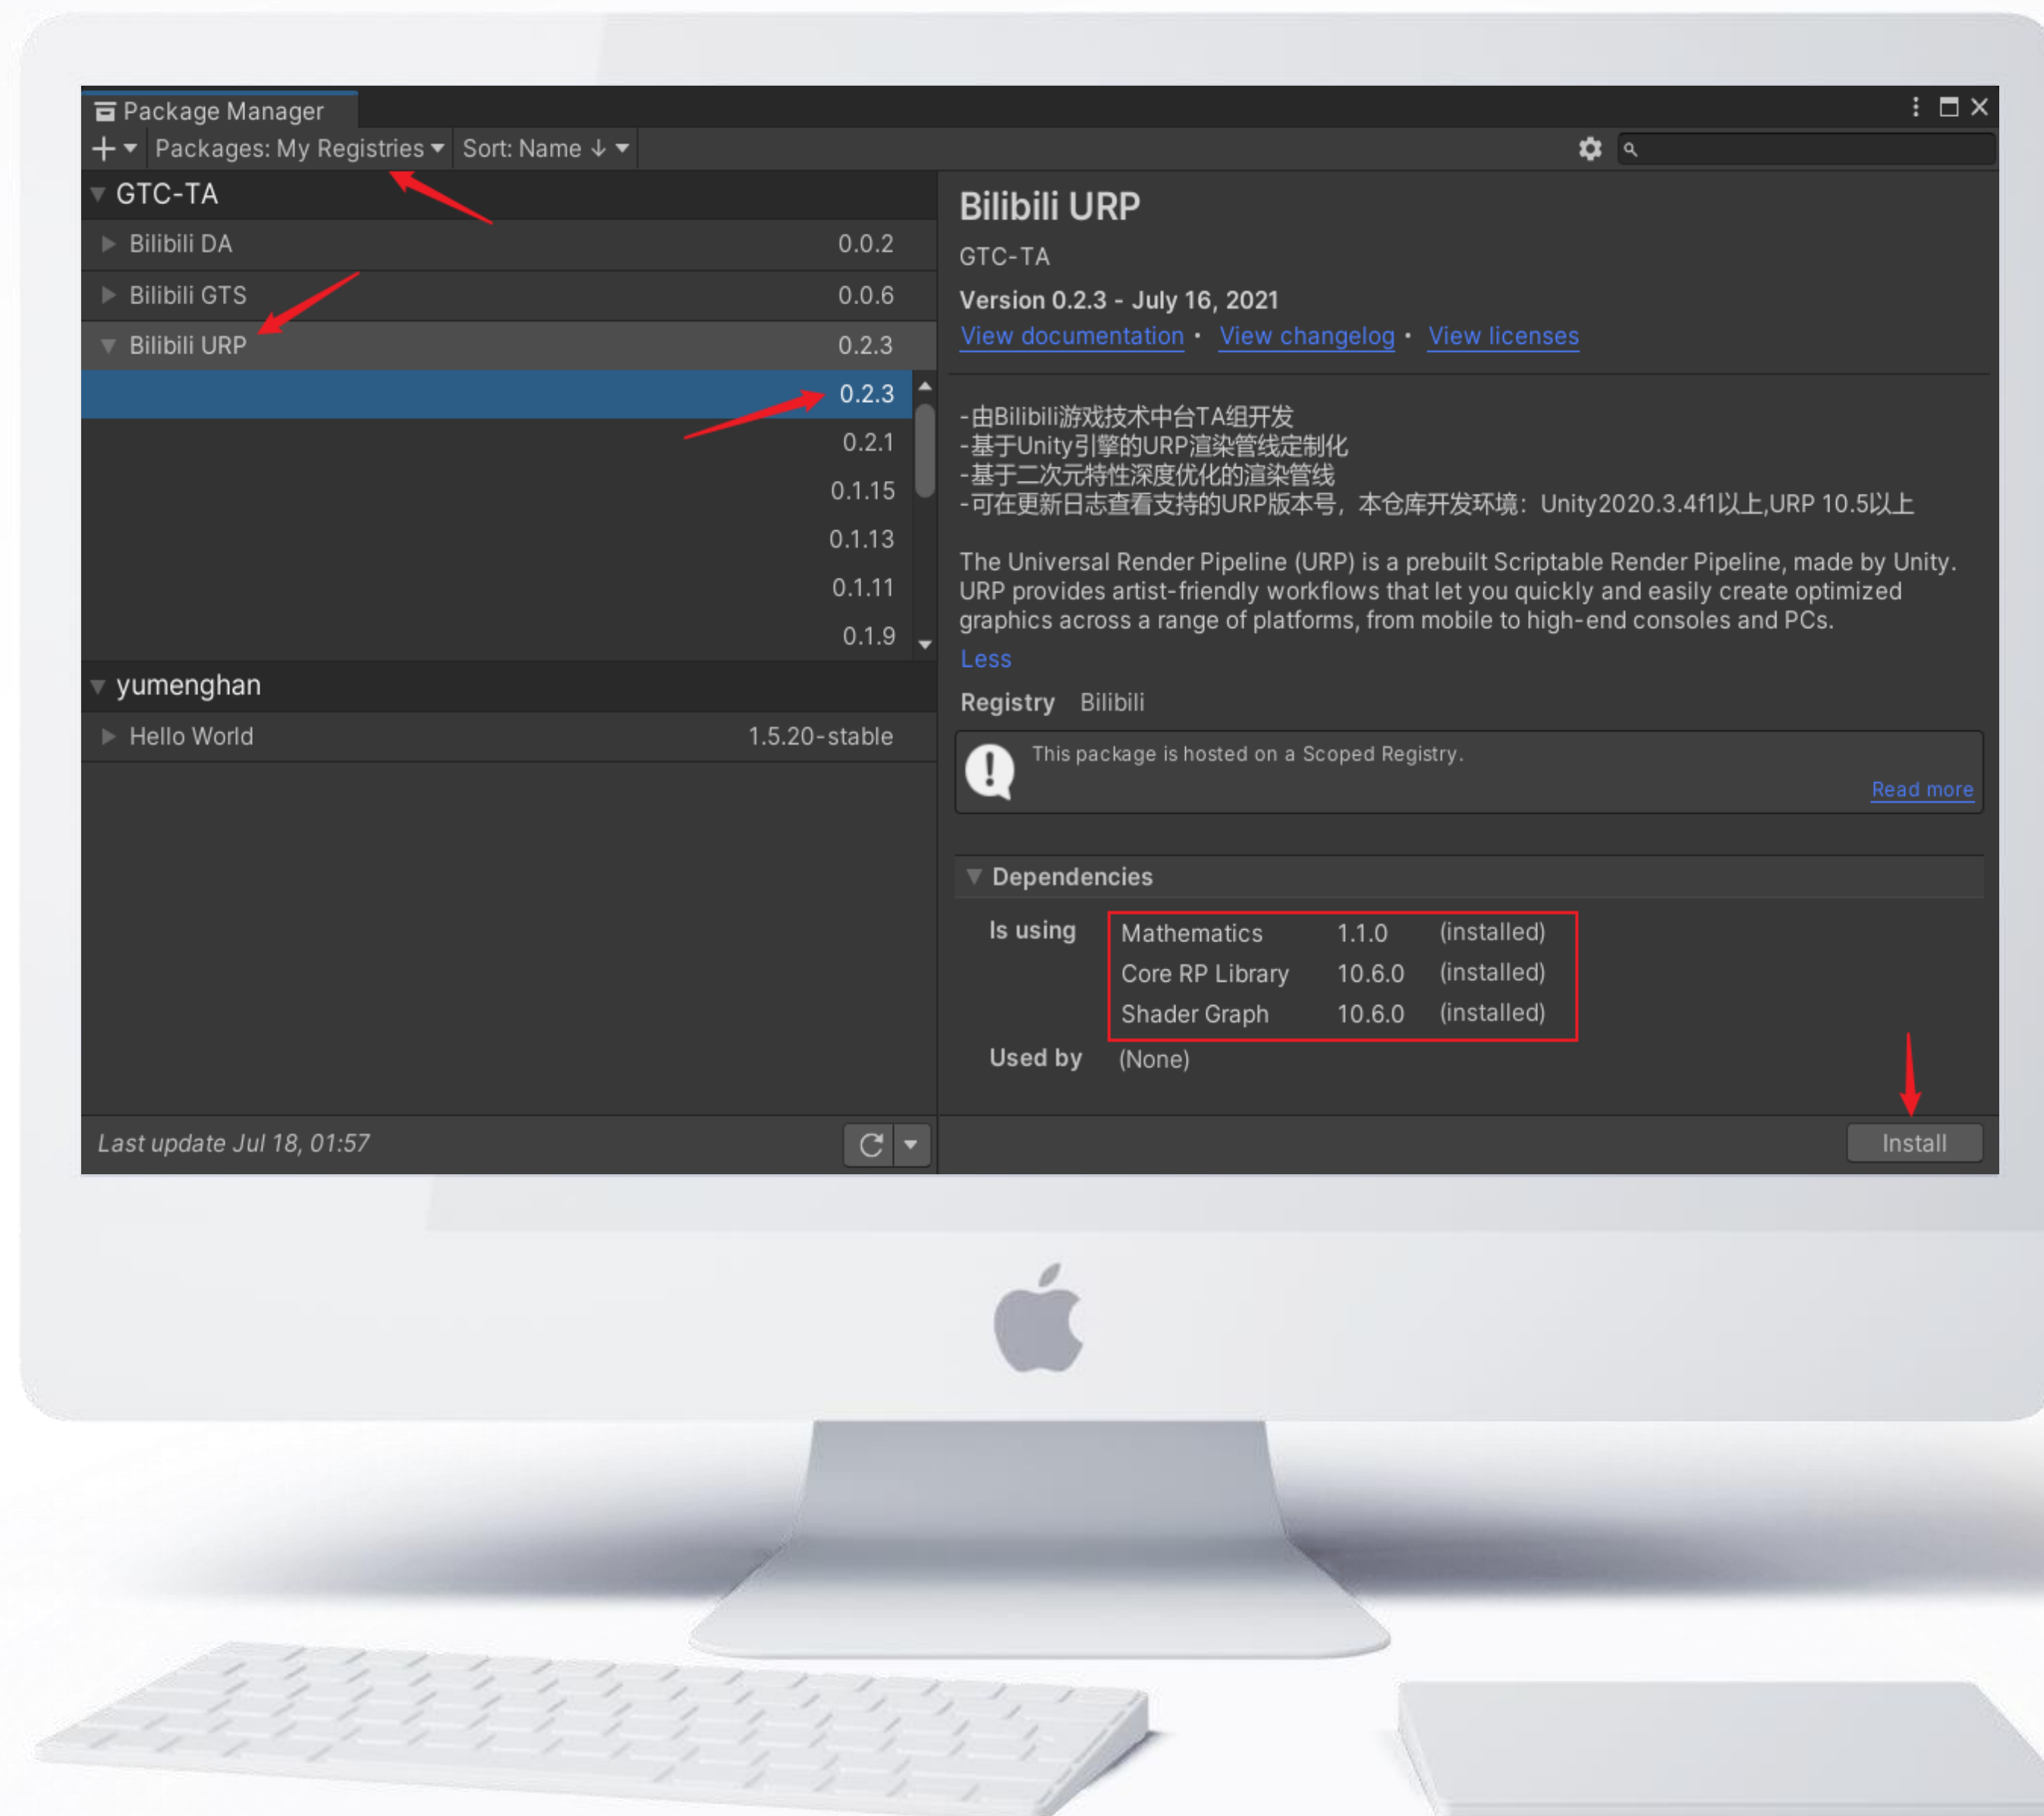 Package Manager
Packages: My Registries
Sort: Name ↓
GTC-TA
Bilibili DA 0.0.2
Bilibili GTS 0.0.6
Bilibili URP 0.2.3
0.2.3
0.2.1
0.1.15
0.1.13
0.1.11
0.1.9
yumenghan
Hello World 1.5.20-stable
Last update Jul 18, 01:57
Bilibili URP
GTC-TA
Version 0.2.3 - July 16, 2021
View documentation • View changelog • View licenses
-由Bilibili游戏技术中台TA组开发
-基于Unity引擎的URP渲染管线定制化
-基于二次元特性深度优化的渲染管线
-可在更新日志查看支持的URP版本号，本仓库开发环境：Unity2020.3.4f1以上,URP 10.5以上
The Universal Render Pipeline (URP) is a prebuilt Scriptable Render Pipeline, made by Unity.
URP provides artist-friendly workflows that let you quickly and easily create optimized
graphics across a range of platforms, from mobile to high-end consoles and PCs.
Less
Registry Bilibili
This package is hosted on a Scoped Registry.
Read more
Dependencies
Is using Mathematics 1.1.0 (installed)
Core RP Library 10.6.0 (installed)
Shader Graph 10.6.0 (installed)
Used by (None)
Install